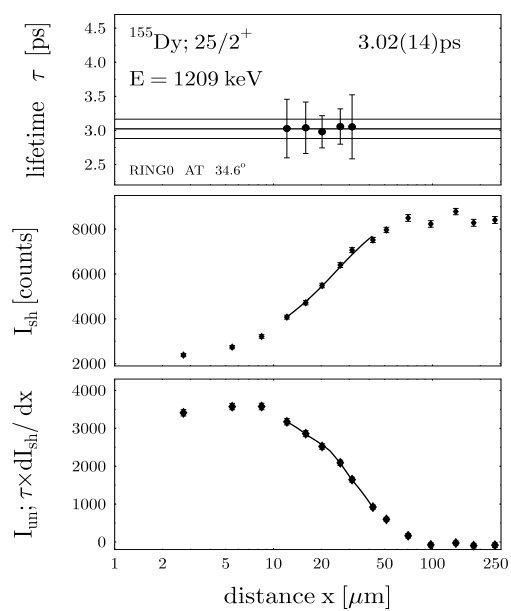 lifetime τ [ps]
4.5
4.0
3.5
3.0
2.5
¹⁵⁵Dy; 25/2⁺ 3.02(14)ps
E = 1209 keV
RING0 AT 34.6°
I_sh [counts]
8000
6000
4000
2000
I_un; τ×dI_sh/ dx
4000
3000
2000
1000
0
1 2 5 10 20 50 100 200
distance x [μm]